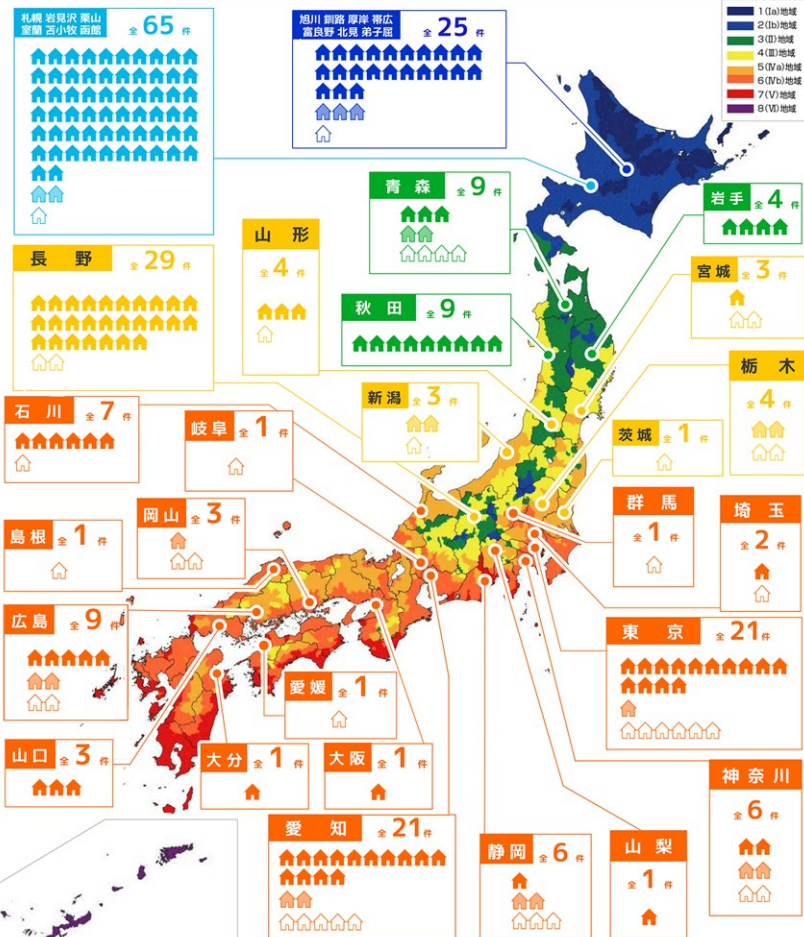 札幌 岩見沢 栗山
室蘭 苫小牧 函館
全 65 件
旭川 釧路 厚岸 帯広
富良野 北見 弟子屈
全 25 件
1(Ia)地域
2(Ib)地域
3(II)地域
4(III)地域
5(IVa)地域
6(IVb)地域
7(V)地域
8(VI)地域
青森 全 9 件
岩手 全 4 件
長野 全 29 件
山形
全 4 件
宮城 全 3 件
秋田 全 9 件
栃木
全 4 件
新潟 全 3 件
石川 全 7 件
岐阜 全 1 件
茨城 全 1 件
岡山 全 3 件
群馬
全 1 件
埼玉
全 2 件
島根 全 1 件
広島 全 9 件
東京 全 21 件
愛媛 全 1 件
山口 全 3 件
大分 全 1 件
大阪 全 1 件
神奈川
全 6 件
愛知 全 21 件
静岡 全 6 件
山梨
全 1 件